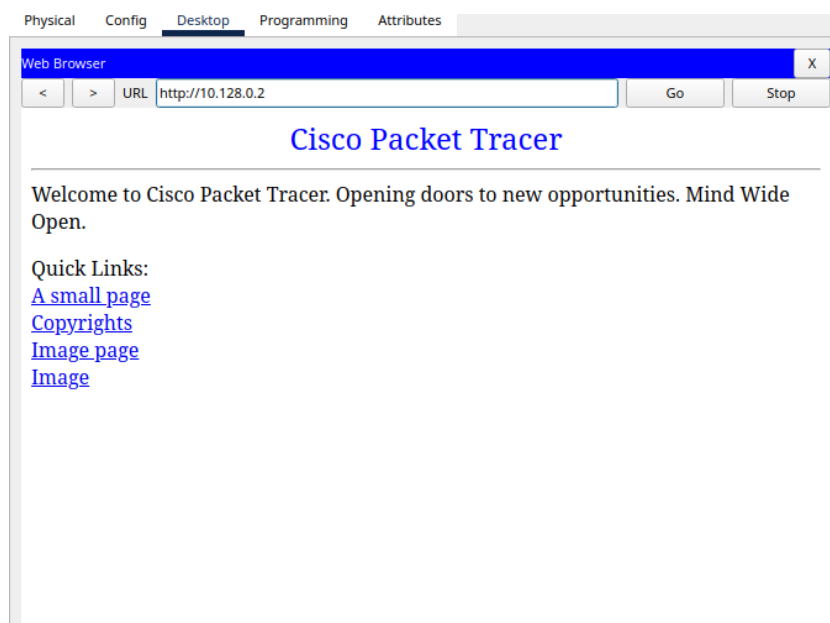 Physical Config Desktop Programming Attributes
Web Browser X
< > URL http://10.128.0.2 Go Stop
Cisco Packet Tracer
Welcome to Cisco Packet Tracer. Opening doors to new opportunities. Mind Wide
Open.
Quick Links:
A small page
Copyrights
Image page
Image